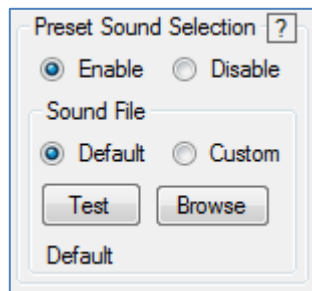 Preset Sound Selection ?
Enable Disable
Sound File
Default Custom
Test Browse
Default